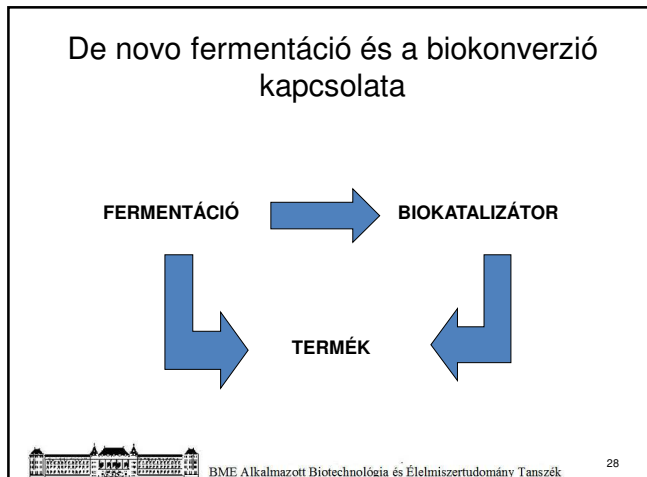 De novo fermentáció és a biokonverzió
kapcsolata
FERMENTÁCIÓ
BIOKATALIZÁTOR
TERMÉK
BME Alkalmazott Biotechnológia és Élelmiszertudomány Tanszék
28